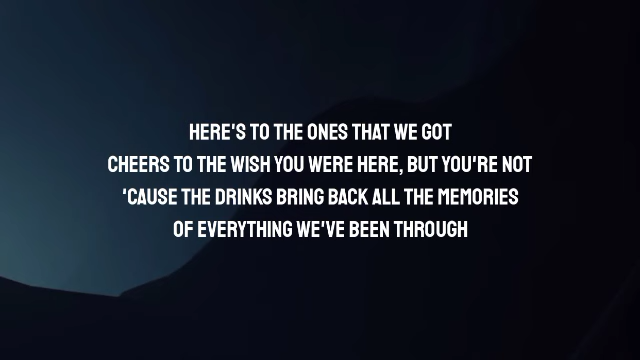 HERE'S TO THE ONES THAT WE GOT
CHEERS TO THE WISH YOU WERE HERE, BUT YOU'RE NOT
'CAUSE THE DRINKS BRING BACK ALL THE MEMORIES
OF EVERYTHING WE'VE BEEN THROUGH